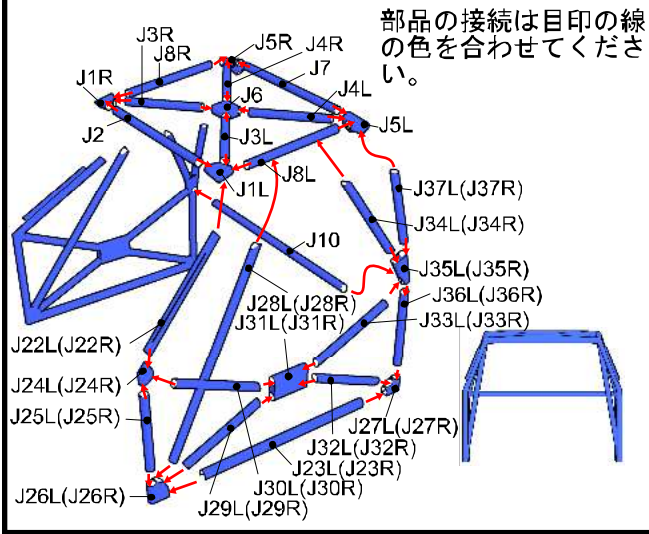 部品の接続は目印の線
の色を合わせてくださ
い。
J3R
J8R
J5R
J4R
J7
J1R
J6
J4L
J2
J3L
J5L
J1L
J8L
J37L(J37R)
J34L(J34R)
J10
J35L(J35R)
J28L(J28R)
J36L(J36R)
J31L(J31R)
J33L(J33R)
J22L(J22R)
J24L(J24R)
J25L(J25R)
J27L(J27R)
J32L(J32R)
J23L(J23R)
J26L(J26R)
J30L(J30R)
J29L(J29R)